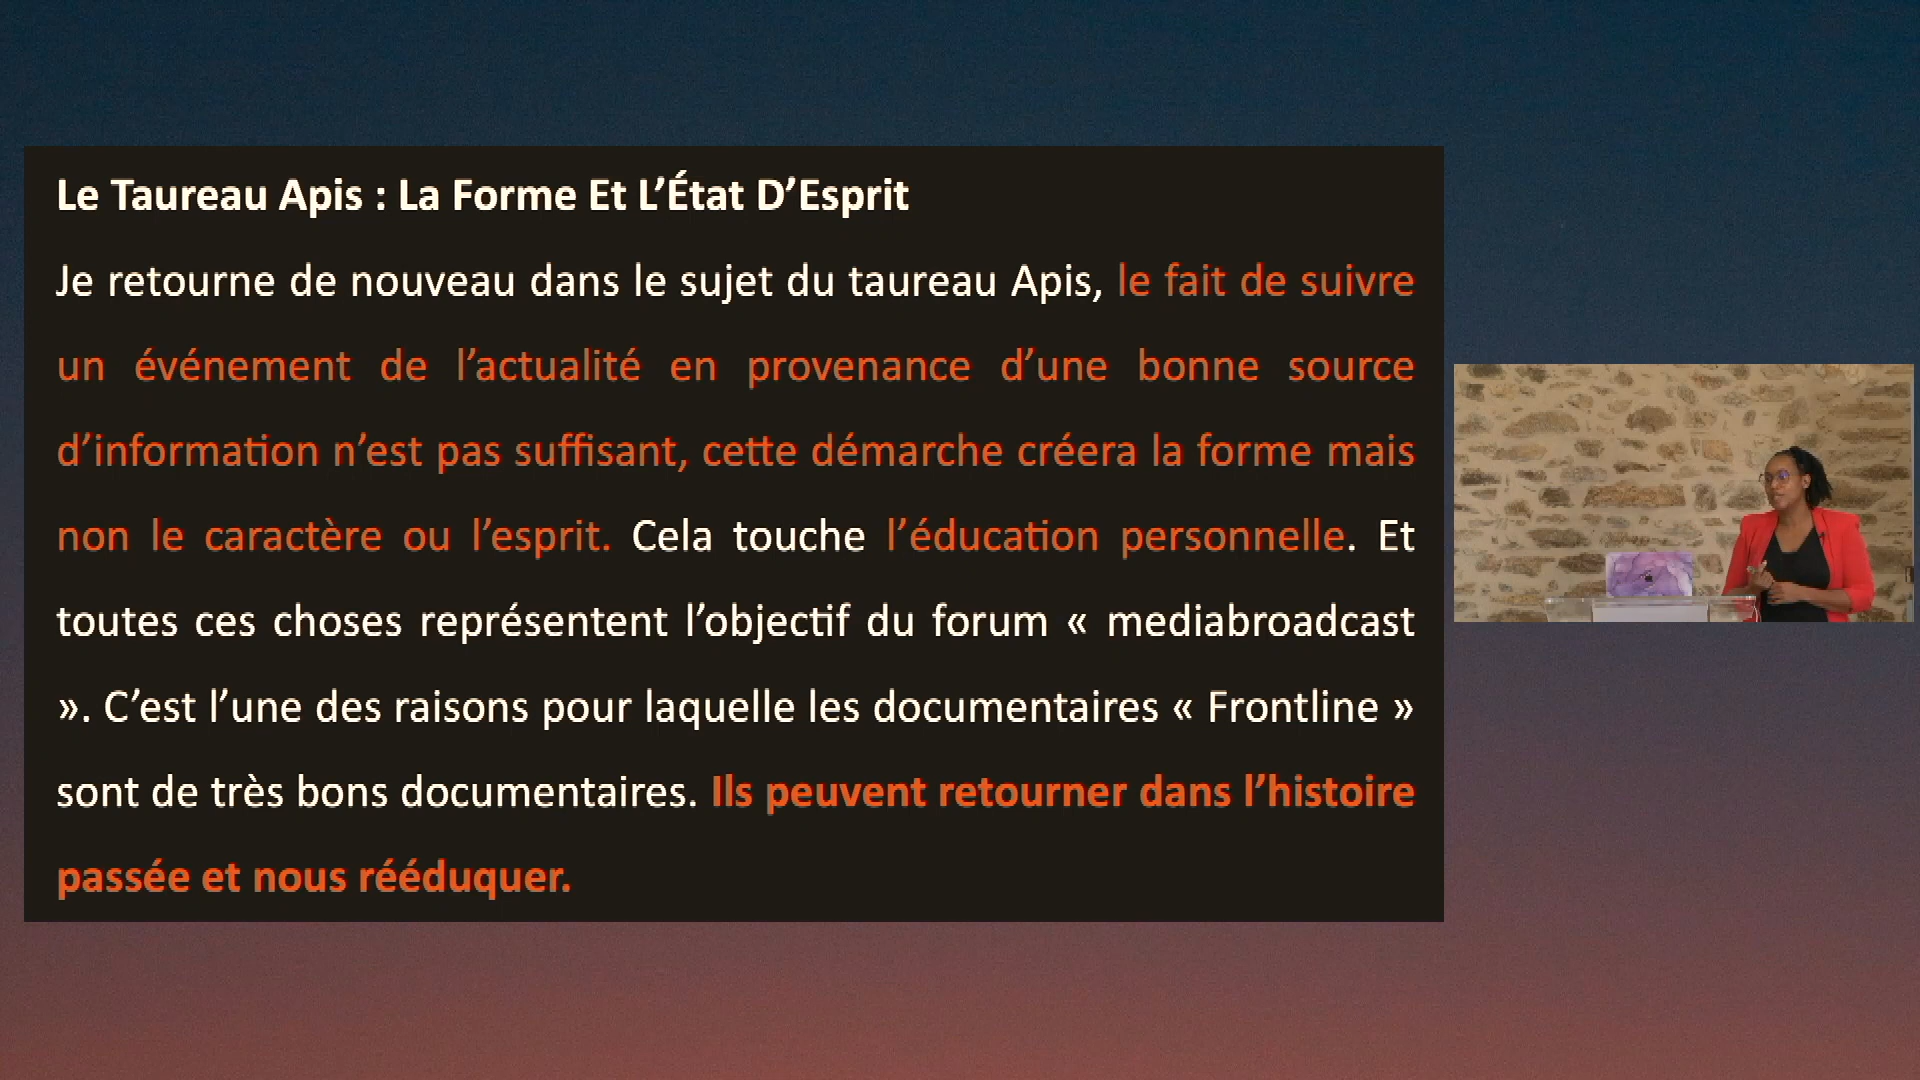 Le Taureau Apis : La Forme Et L’État D’Esprit
Je retourne de nouveau dans le sujet du taureau Apis, le fait de suivre
un événement de l’actualité en provenance d’une bonne source
d’information n’est pas suffisant, cette démarche créera la forme mais
non le caractère ou l’esprit. Cela touche l’éducation personnelle. Et
toutes ces choses représentent l’objectif du forum « mediabroadcast
». C’est l’une des raisons pour laquelle les documentaires « Frontline »
sont de très bons documentaires. Ils peuvent retourner dans l’histoire
passée et nous rééduquer.